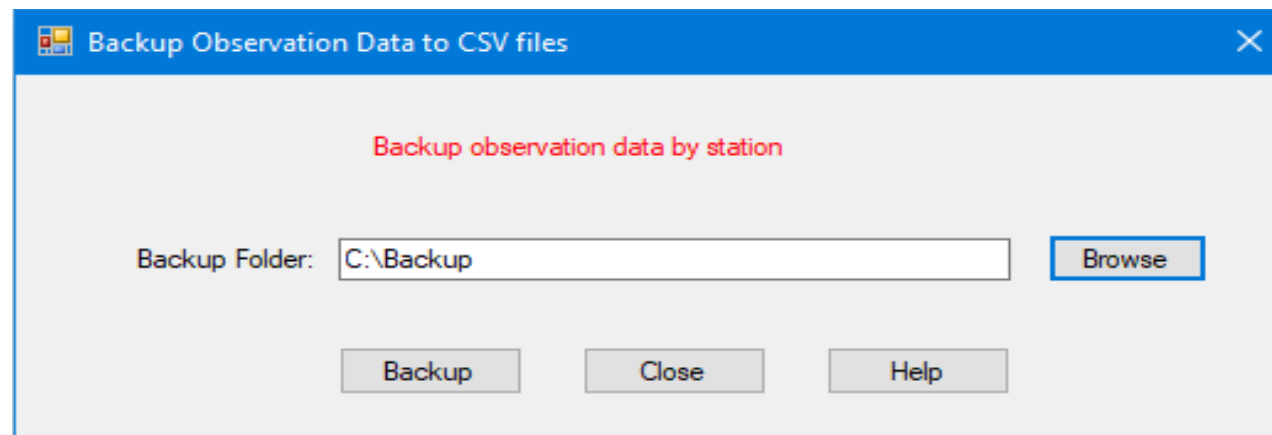 Backup Observation Data to CSV files
Backup observation data by station
Backup Folder: C:\Backup Browse
Backup Close Help